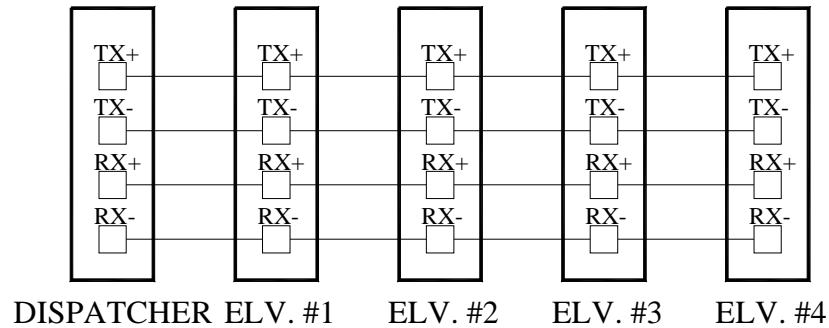 TX+ TX+ TX+ TX+ TX+
TX- TX- TX- TX- TX-
RX+ RX+ RX+ RX+ RX+
RX- RX- RX- RX- RX-
DISPATCHER ELV. #1 ELV. #2 ELV. #3 ELV. #4